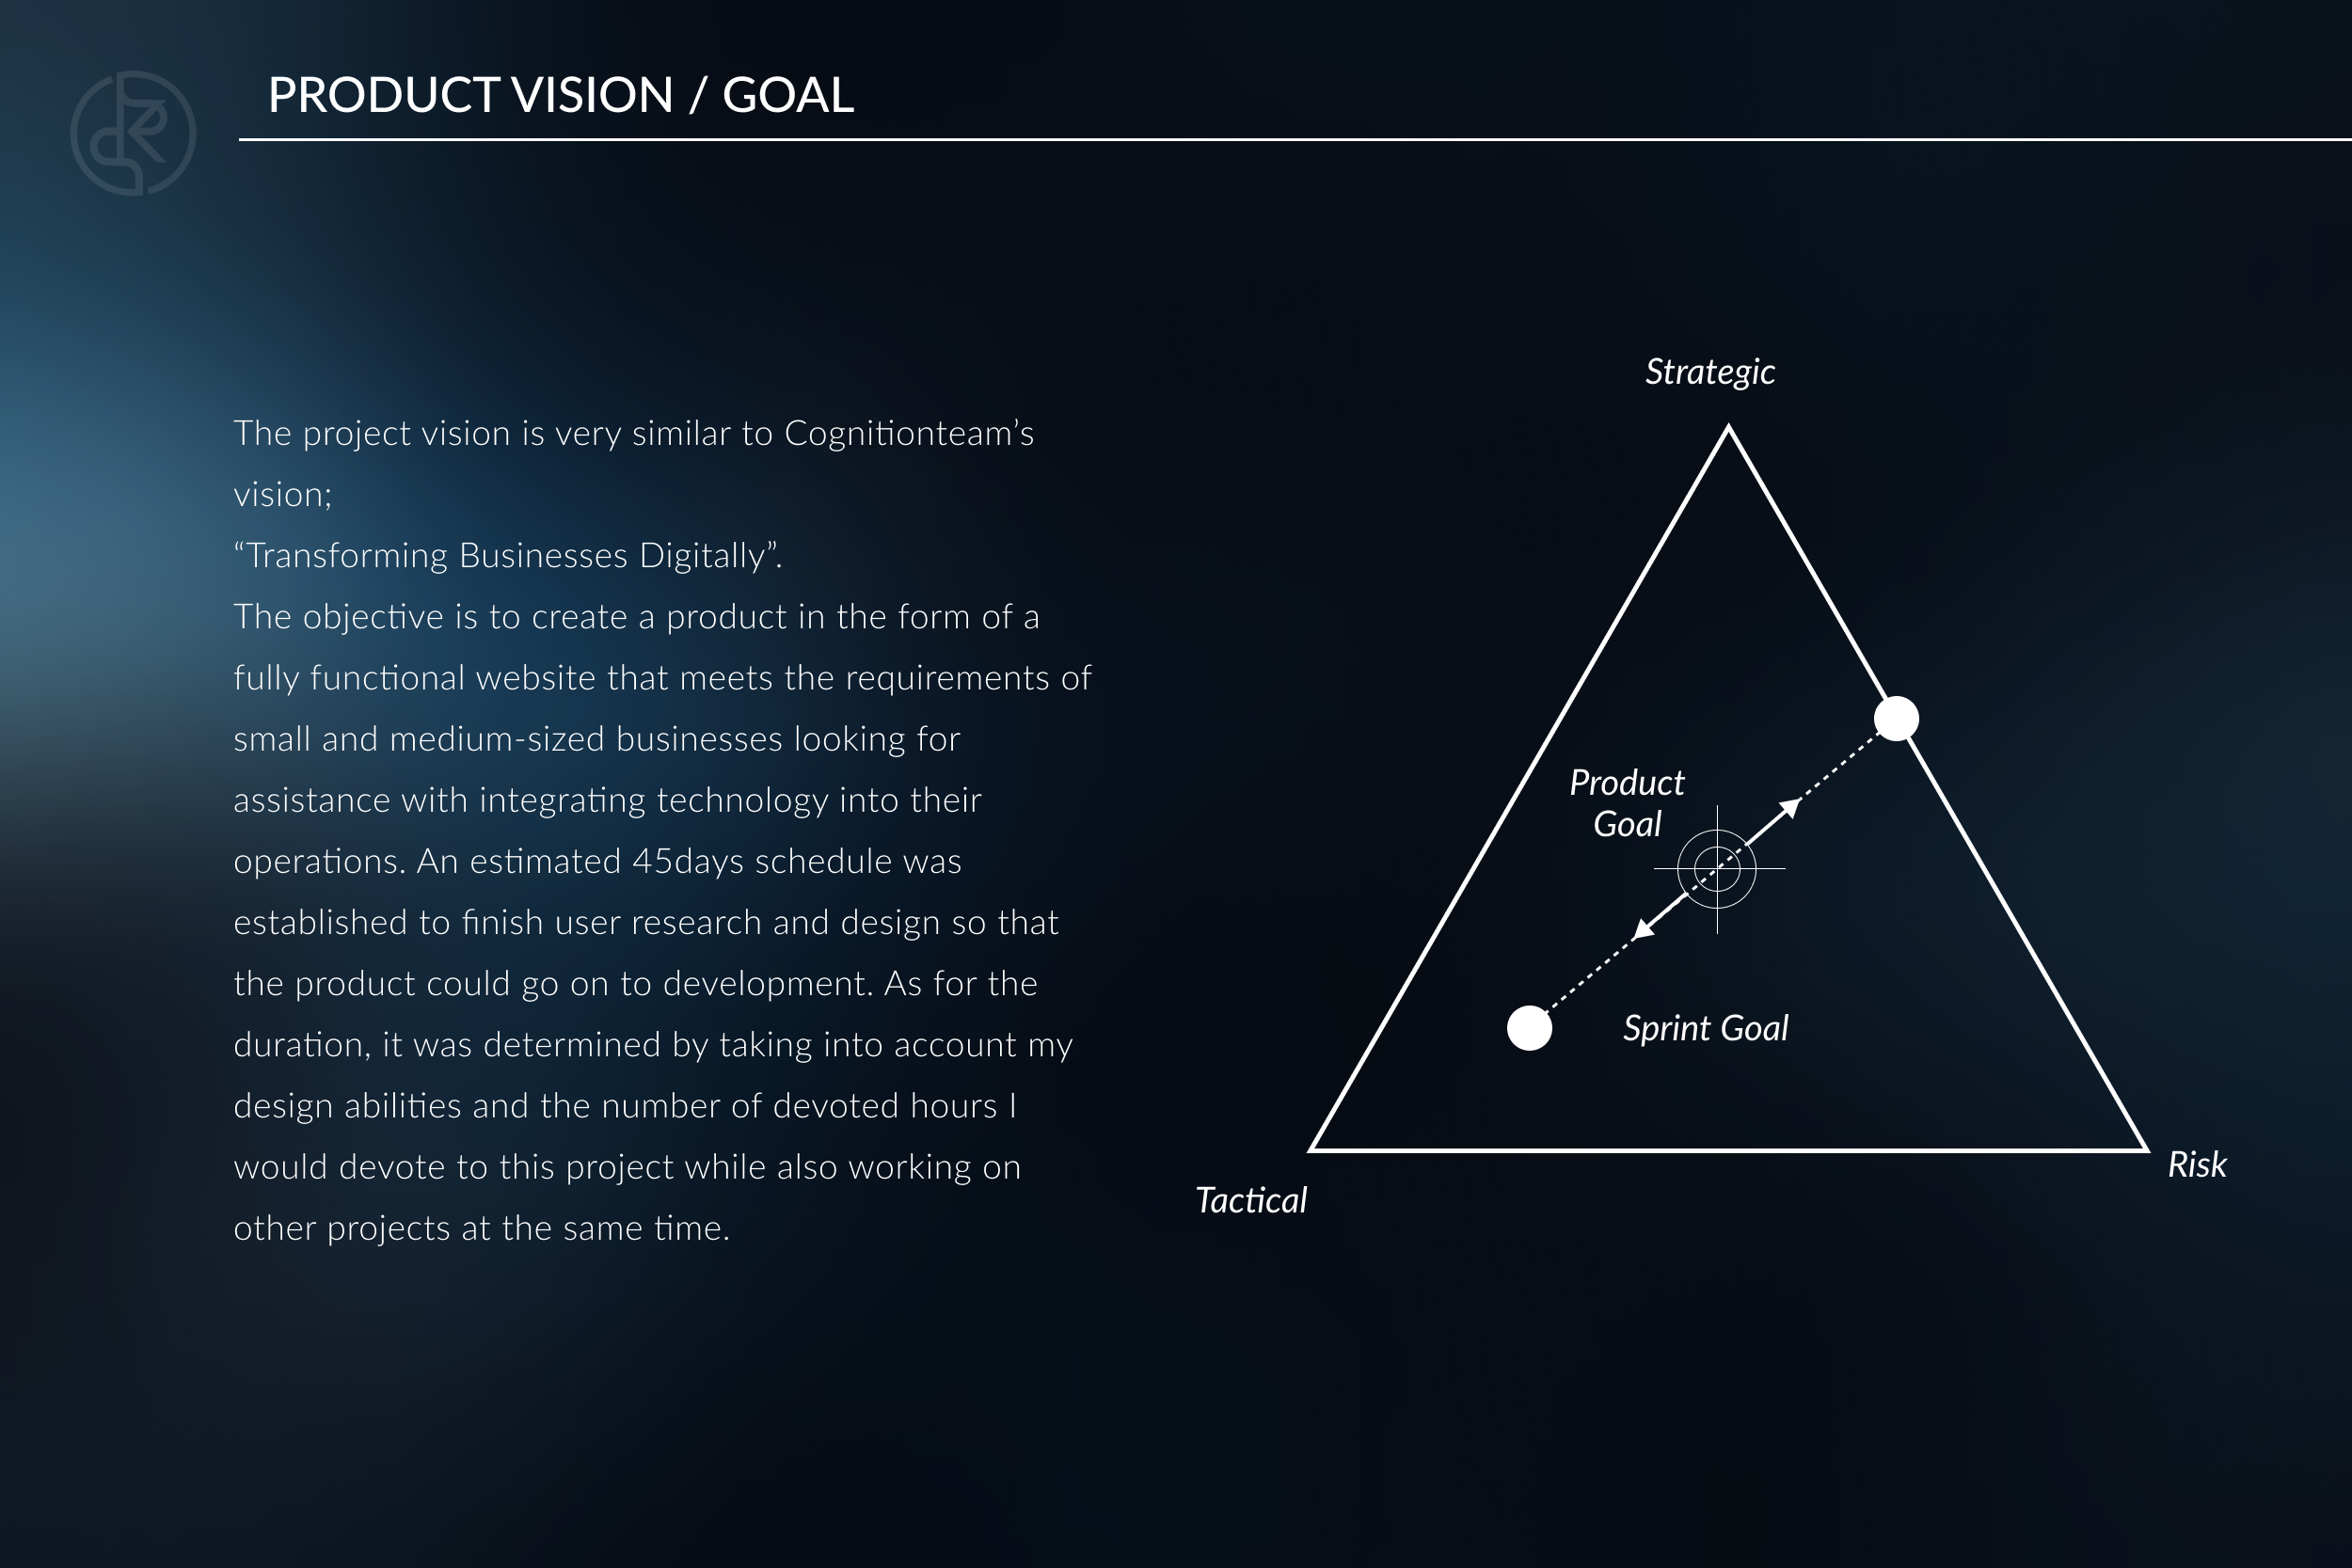 PRODUCT VISION / GOAL
The project vision is very similar to Cognitionteam’s
vision;
“Transforming Businesses Digitally”.
The objective is to create a product in the form of a
fully functional website that meets the requirements of
small and medium-sized businesses looking for
assistance with integrating technology into their
operations. An estimated 45days schedule was
established to finish user research and design so that
the product could go on to development. As for the
duration, it was determined by taking into account my
design abilities and the number of devoted hours I
would devote to this project while also working on
other projects at the same time.
Strategic
Product
Goal
Sprint Goal
Tactical
Risk